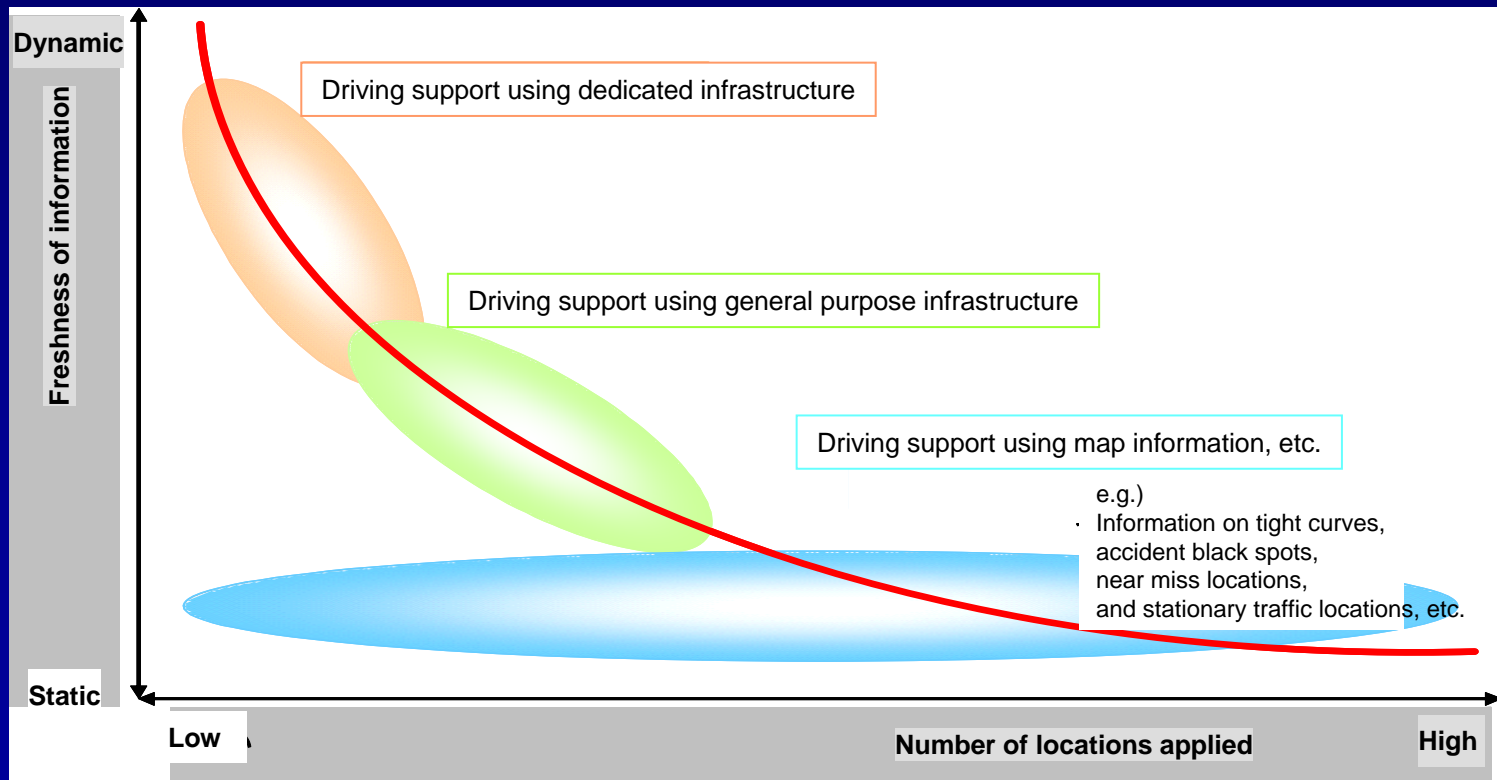 Dynamic
Freshness of information
Static
Driving support using dedicated infrastructure
Driving support using general purpose infrastructure
Driving support using map information, etc.
e.g.)
· Information on tight curves,
accident black spots,
near miss locations,
and stationary traffic locations, etc.
Low
Number of locations applied
High